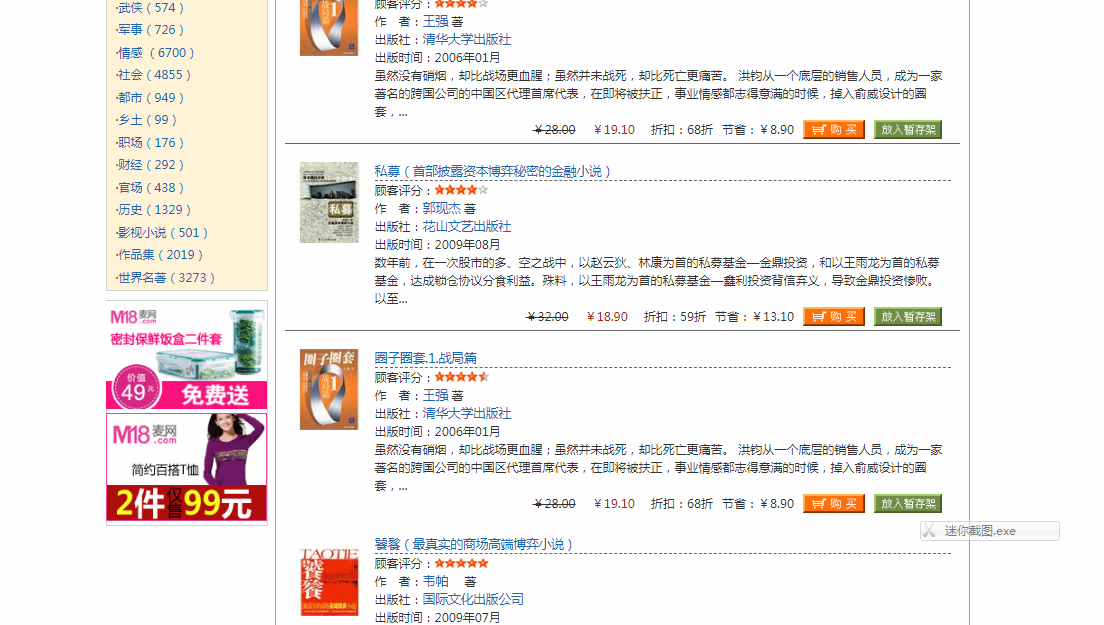 ·武侠（574）
·军事（726）
·情感 （6700）
·社会（4855）
·都市（949）
·乡土（99）
·职场（176）
·财经（292）
·官场（438）
·历史（1329）
·影视小说（501）
·作品集（2019）
·世界名著（3273）
M18麦网
.com
密封保鲜饭盒二件套
价值
49元
免费送
M18麦网
.com
简约百搭T恤
2件仅售99元
顾客评分：
作　者：王强 著
出版社：清华大学出版社
出版时间：2006年01月
虽然没有硝烟，却比战场更血腥；虽然并未战死，却比死亡更痛苦。 洪钧从一个底层的销售人员，成为一家
著名的跨国公司的中国区代理首席代表，在即将被扶正，事业情感都志得意满的时候，掉入俞威设计的圈
套，...
￥28.00 ￥19.10 折扣：68折 节省：￥8.90 购 买 放入暂存架
私募
私募（首部披露资本博弈秘密的金融小说）
顾客评分：
作　者：郭现杰 著
出版社：花山文艺出版社
出版时间：2009年08月
数年前，在一次股市的多、空之战中，以赵云狄、林康为首的私募基金—金鼎投资，和以王雨龙为首的私募
基金，达成锁仓协议分食利益。殊料，以王雨龙为首的私募基金—鑫利投资背信弃义，导致金鼎投资惨败。
以至...
￥32.00 ￥18.90 折扣：59折 节省：￥13.10 购 买 放入暂存架
圈子圈套
1
战局篇
圈子圈套.1.战局篇
顾客评分：
作　者：王强 著
出版社：清华大学出版社
出版时间：2006年01月
虽然没有硝烟，却比战场更血腥；虽然并未战死，却比死亡更痛苦。 洪钧从一个底层的销售人员，成为一家
著名的跨国公司的中国区代理首席代表，在即将被扶正，事业情感都志得意满的时候，掉入俞威设计的圈
套，...
￥28.00 ￥19.10 折扣：68折 节省：￥8.90 购 买 放入暂存架
迷你截图.exe
TAOTIE
饕餮
饕餮（最真实的商场高端博弈小说）
顾客评分：
作　者：韦帕　著
出版社：国际文化出版公司
出版时间：2009年07月